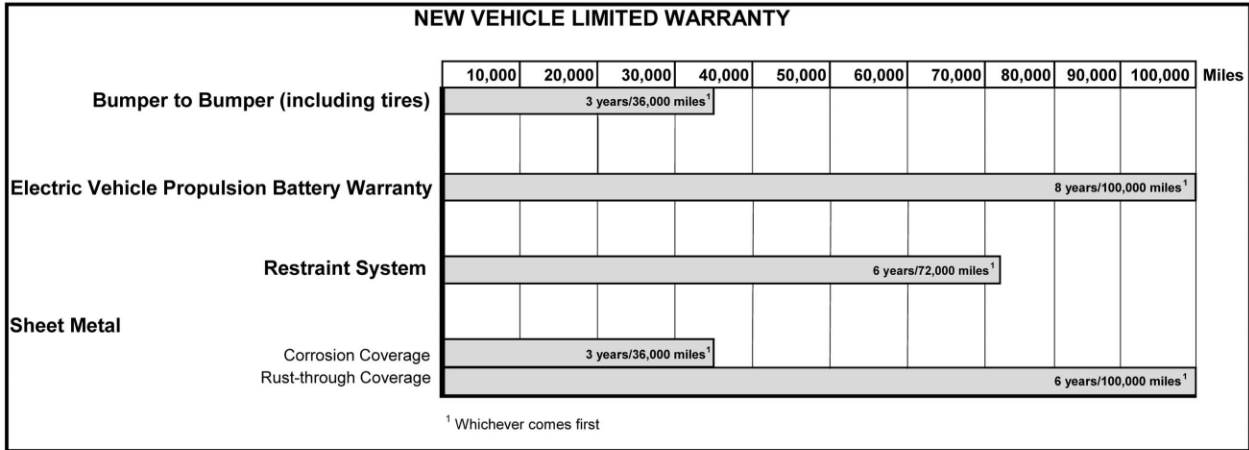 NEW VEHICLE LIMITED WARRANTY
10,000 20,000 30,000 40,000 50,000 60,000 70,000 80,000 90,000 100,000 Miles
Bumper to Bumper (including tires) 3 years/36,000 miles¹
Electric Vehicle Propulsion Battery Warranty 8 years/100,000 miles¹
Restraint System 6 years/72,000 miles¹
Sheet Metal
Corrosion Coverage 3 years/36,000 miles¹
Rust-through Coverage 6 years/100,000 miles¹
¹ Whichever comes first